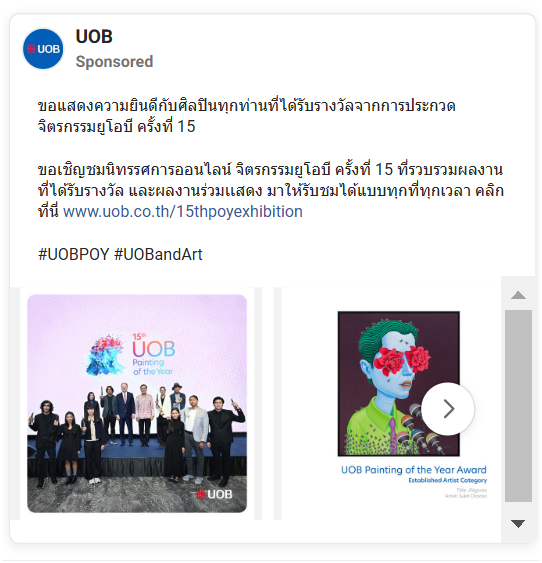 UOB
UOB
Sponsored
ขอแสดงความยินดีกับศิลปินทุกท่านที่ได้รับรางวัลจากการประกวด
จิตรกรรมยูโอบี ครั้งที่ 15
ขอเชิญชมนิทรรศการออนไลน์ จิตรกรรมยูโอบี ครั้งที่ 15 ที่รวบรวมผลงาน
ที่ได้รับรางวัล และผลงานร่วมแสดง มาให้รับชมได้แบบทุกที่ทุกเวลา คลิก
ที่นี่ www.uob.co.th/15thpoyexhibition
#UOBPOY #UOBandArt
15th
UOB
Painting
of the Year
UOB
UOB Painting of the Year Award
Established Artist Category